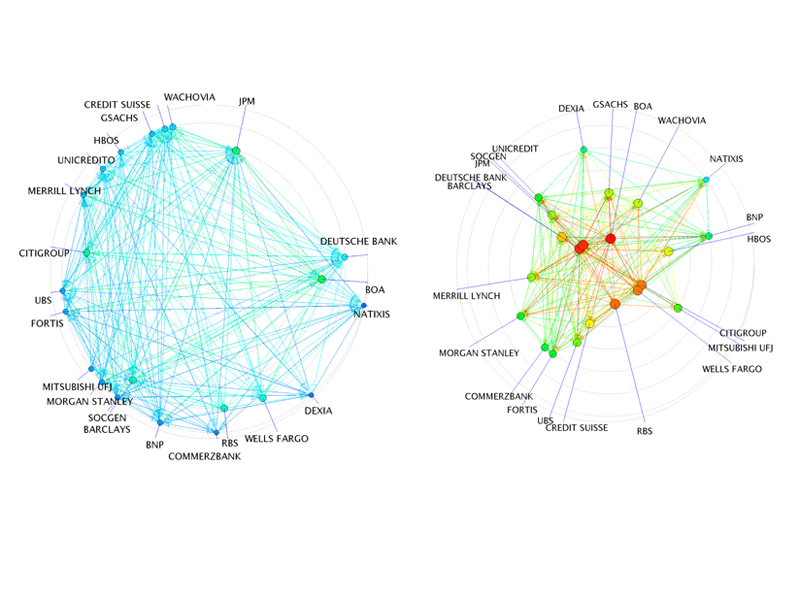 WACHOVIA
CREDIT SUISSE
JPM
GSACHS
HBOS
UNICREDITO
MERRILL LYNCH
CITIGROUP
DEUTSCHE BANK
UBS
BOA
FORTIS
NATIXIS
MITSUBISHI UFJ
MORGAN STANLEY
SOCGEN
BARCLAYS
DEXIA
BNP
RBS
WELLS FARGO
COMMERZBANK
DEXIA
GSACHS
BOA
WACHOVIA
UNICREDIT
SOCGEN
JPM
NATIXIS
DEUTSCHE BANK
BARCLAYS
BNP
HBOS
MERRILL LYNCH
CITIGROUP
MITSUBISHI UFJ
MORGAN STANLEY
WELLS FARGO
COMMERZBANK
FORTIS
UBS
CREDIT SUISSE
RBS